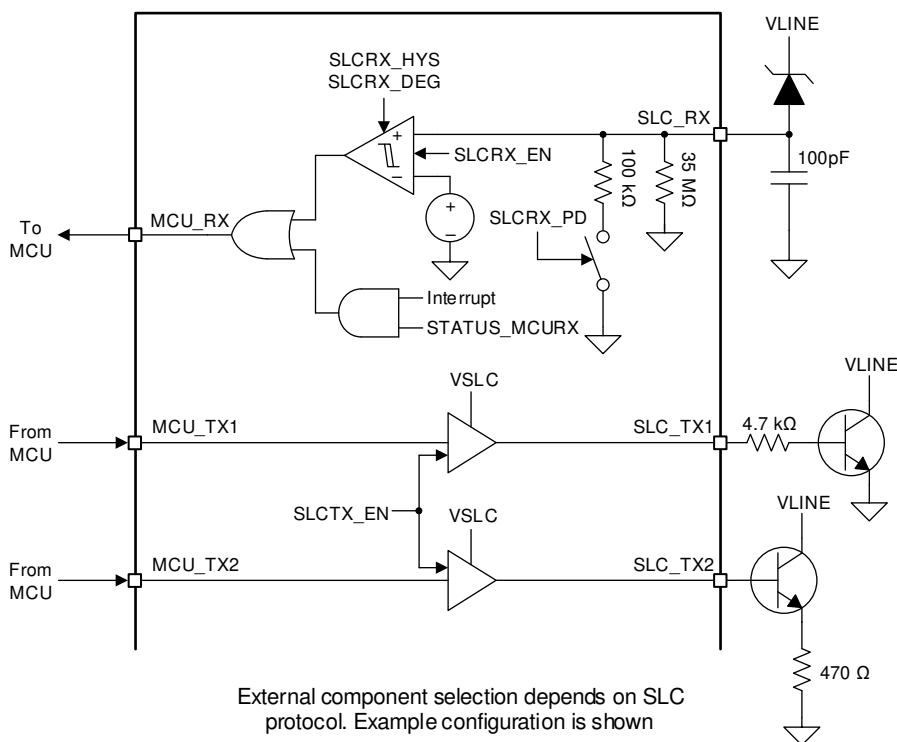 VLINE
SLCRX_HYS
SLCRX_DEG
SLC_RX
+
SLCRX_EN
–
100 kΩ
35 MΩ
100pF
MCU_RX
To
MCU
+
–
SLCRX_PD
Interrupt
STATUS_MCURX
VLINE
VSLC
From
MCU
MCU_TX1
SLC_TX1
4.7 kΩ
SLCTX_EN
VSLC
VLINE
From
MCU
MCU_TX2
SLC_TX2
470 Ω
External component selection depends on SLC
protocol. Example configuration is shown